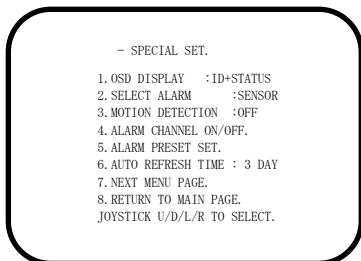 - SPECIAL SET.
1. OSD DISPLAY :ID+STATUS
2. SELECT ALARM :SENSOR
3. MOTION DETECTION :OFF
4. ALARM CHANNEL ON/OFF.
5. ALARM PRESET SET.
6. AUTO REFRESH TIME : 3 DAY
7. NEXT MENU PAGE.
8. RETURN TO MAIN PAGE.
JOYSTICK U/D/L/R TO SELECT.